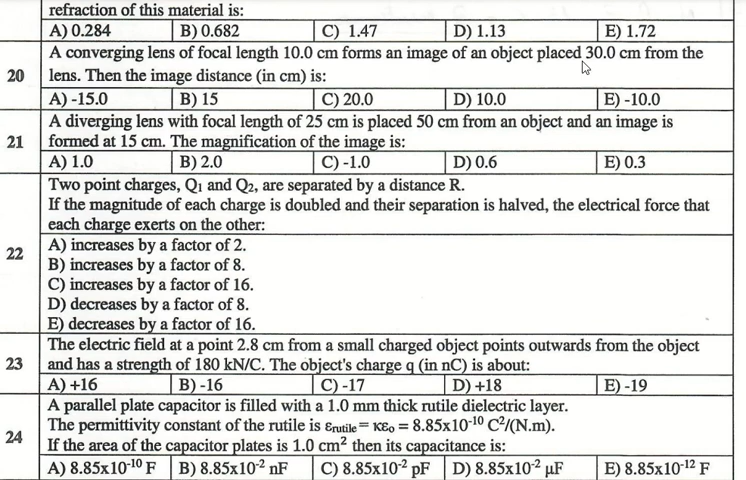 refraction of this material is:
A) 0.284 B) 0.682 C) 1.47 D) 1.13 E) 1.72
20
A converging lens of focal length 10.0 cm forms an image of an object placed 30.0 cm from the
lens. Then the image distance (in cm) is:
A) -15.0 B) 15 C) 20.0 D) 10.0 E) -10.0
21
A diverging lens with focal length of 25 cm is placed 50 cm from an object and an image is
formed at 15 cm. The magnification of the image is:
A) 1.0 B) 2.0 C) -1.0 D) 0.6 E) 0.3
22
Two point charges, Q₁ and Q₂, are separated by a distance R.
If the magnitude of each charge is doubled and their separation is halved, the electrical force that
each charge exerts on the other:
A) increases by a factor of 2.
B) increases by a factor of 8.
C) increases by a factor of 16.
D) decreases by a factor of 8.
E) decreases by a factor of 16.
23
The electric field at a point 2.8 cm from a small charged object points outwards from the object
and has a strength of 180 kN/C. The object's charge q (in nC) is about:
A) +16 B) -16 C) -17 D) +18 E) -19
24
A parallel plate capacitor is filled with a 1.0 mm thick rutile dielectric layer.
The permittivity constant of the rutile is εrutile = κεo = 8.85x10⁻¹⁰ C²/(N.m).
If the area of the capacitor plates is 1.0 cm² then its capacitance is:
A) 8.85x10⁻¹⁰ F B) 8.85x10⁻² nF C) 8.85x10⁻² pF D) 8.85x10⁻² µF E) 8.85x10⁻¹² F